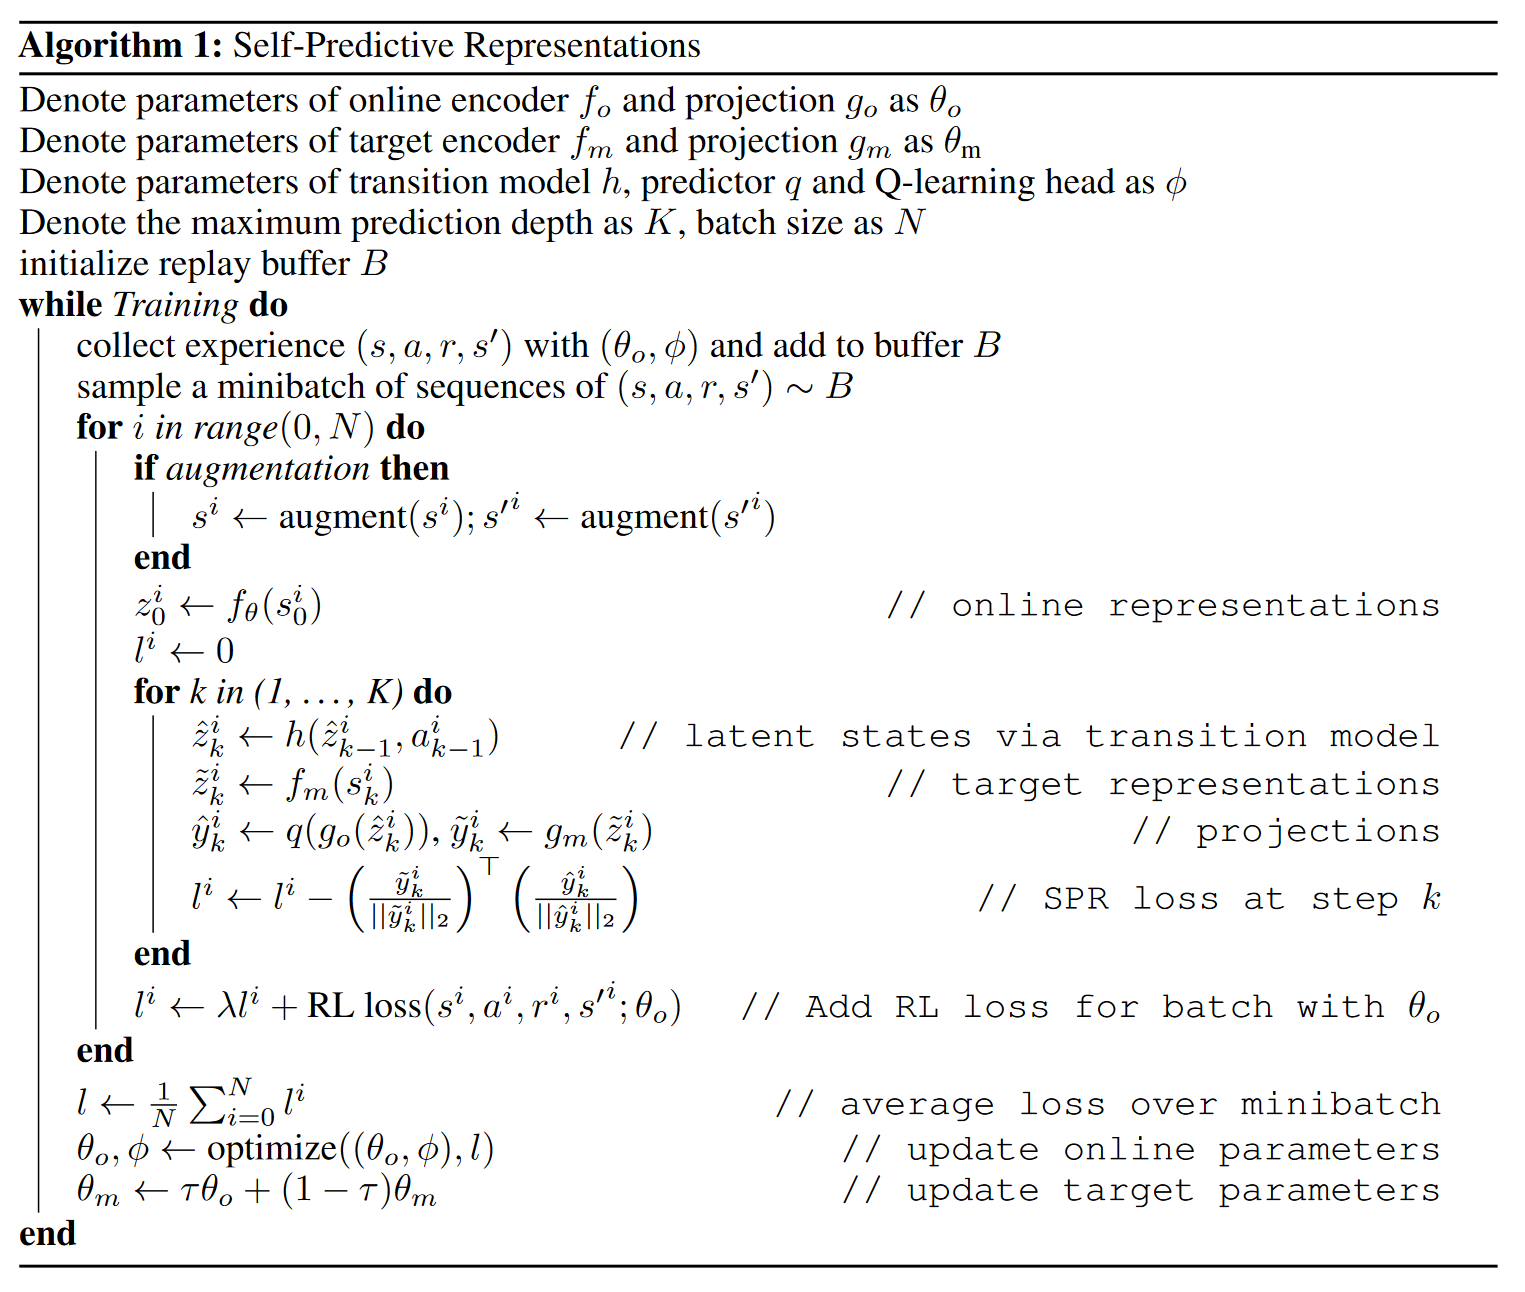 Algorithm 1: Self-Predictive Representations
Denote parameters of online encoder $f_o$ and projection $g_o$ as $\theta_o$
Denote parameters of target encoder $f_m$ and projection $g_m$ as $\theta_{\mathrm{m}}$
Denote parameters of transition model $h$, predictor $q$ and Q-learning head as $\phi$
Denote the maximum prediction depth as $K$, batch size as $N$
initialize replay buffer $B$
while Training do
collect experience $(s, a, r, s')$ with $(\theta_o, \phi)$ and add to buffer $B$
sample a minibatch of sequences of $(s, a, r, s') \sim B$
for $i$ in range$(0, N)$ do
if augmentation then
$s^i \leftarrow \text{augment}(s^i); s'^i \leftarrow \text{augment}(s'^i)$
end
$z_0^i \leftarrow f_\theta(s_0^i)$ // online representations
$l^i \leftarrow 0$
for k in (1, …, K) do
$\hat{z}_k^i \leftarrow h(\hat{z}_{k-1}^i, a_{k-1}^i)$ // latent states via transition model
$\tilde{z}_k^i \leftarrow f_m(s_k^i)$ // target representations
$\hat{y}_k^i \leftarrow q(g_o(\hat{z}_k^i)), \tilde{y}_k^i \leftarrow g_m(\tilde{z}_k^i)$ // projections
$l^i \leftarrow l^i - \left(\frac{\tilde{y}_k^i}{||\tilde{y}_k^i||_2}\right)^\top \left(\frac{\hat{y}_k^i}{||\hat{y}_k^i||_2}\right)$ // SPR loss at step $k$
end
$l^i \leftarrow \lambda l^i + \text{RL loss}(s^i, a^i, r^i, s'^i; \theta_o)$ // Add RL loss for batch with $\theta_o$
end
$l \leftarrow \frac{1}{N} \sum_{i=0}^{N} l^i$ // average loss over minibatch
$\theta_o, \phi \leftarrow \text{optimize}((\theta_o, \phi), l)$ // update online parameters
$\theta_m \leftarrow \tau\theta_o + (1 - \tau)\theta_m$ // update target parameters
end